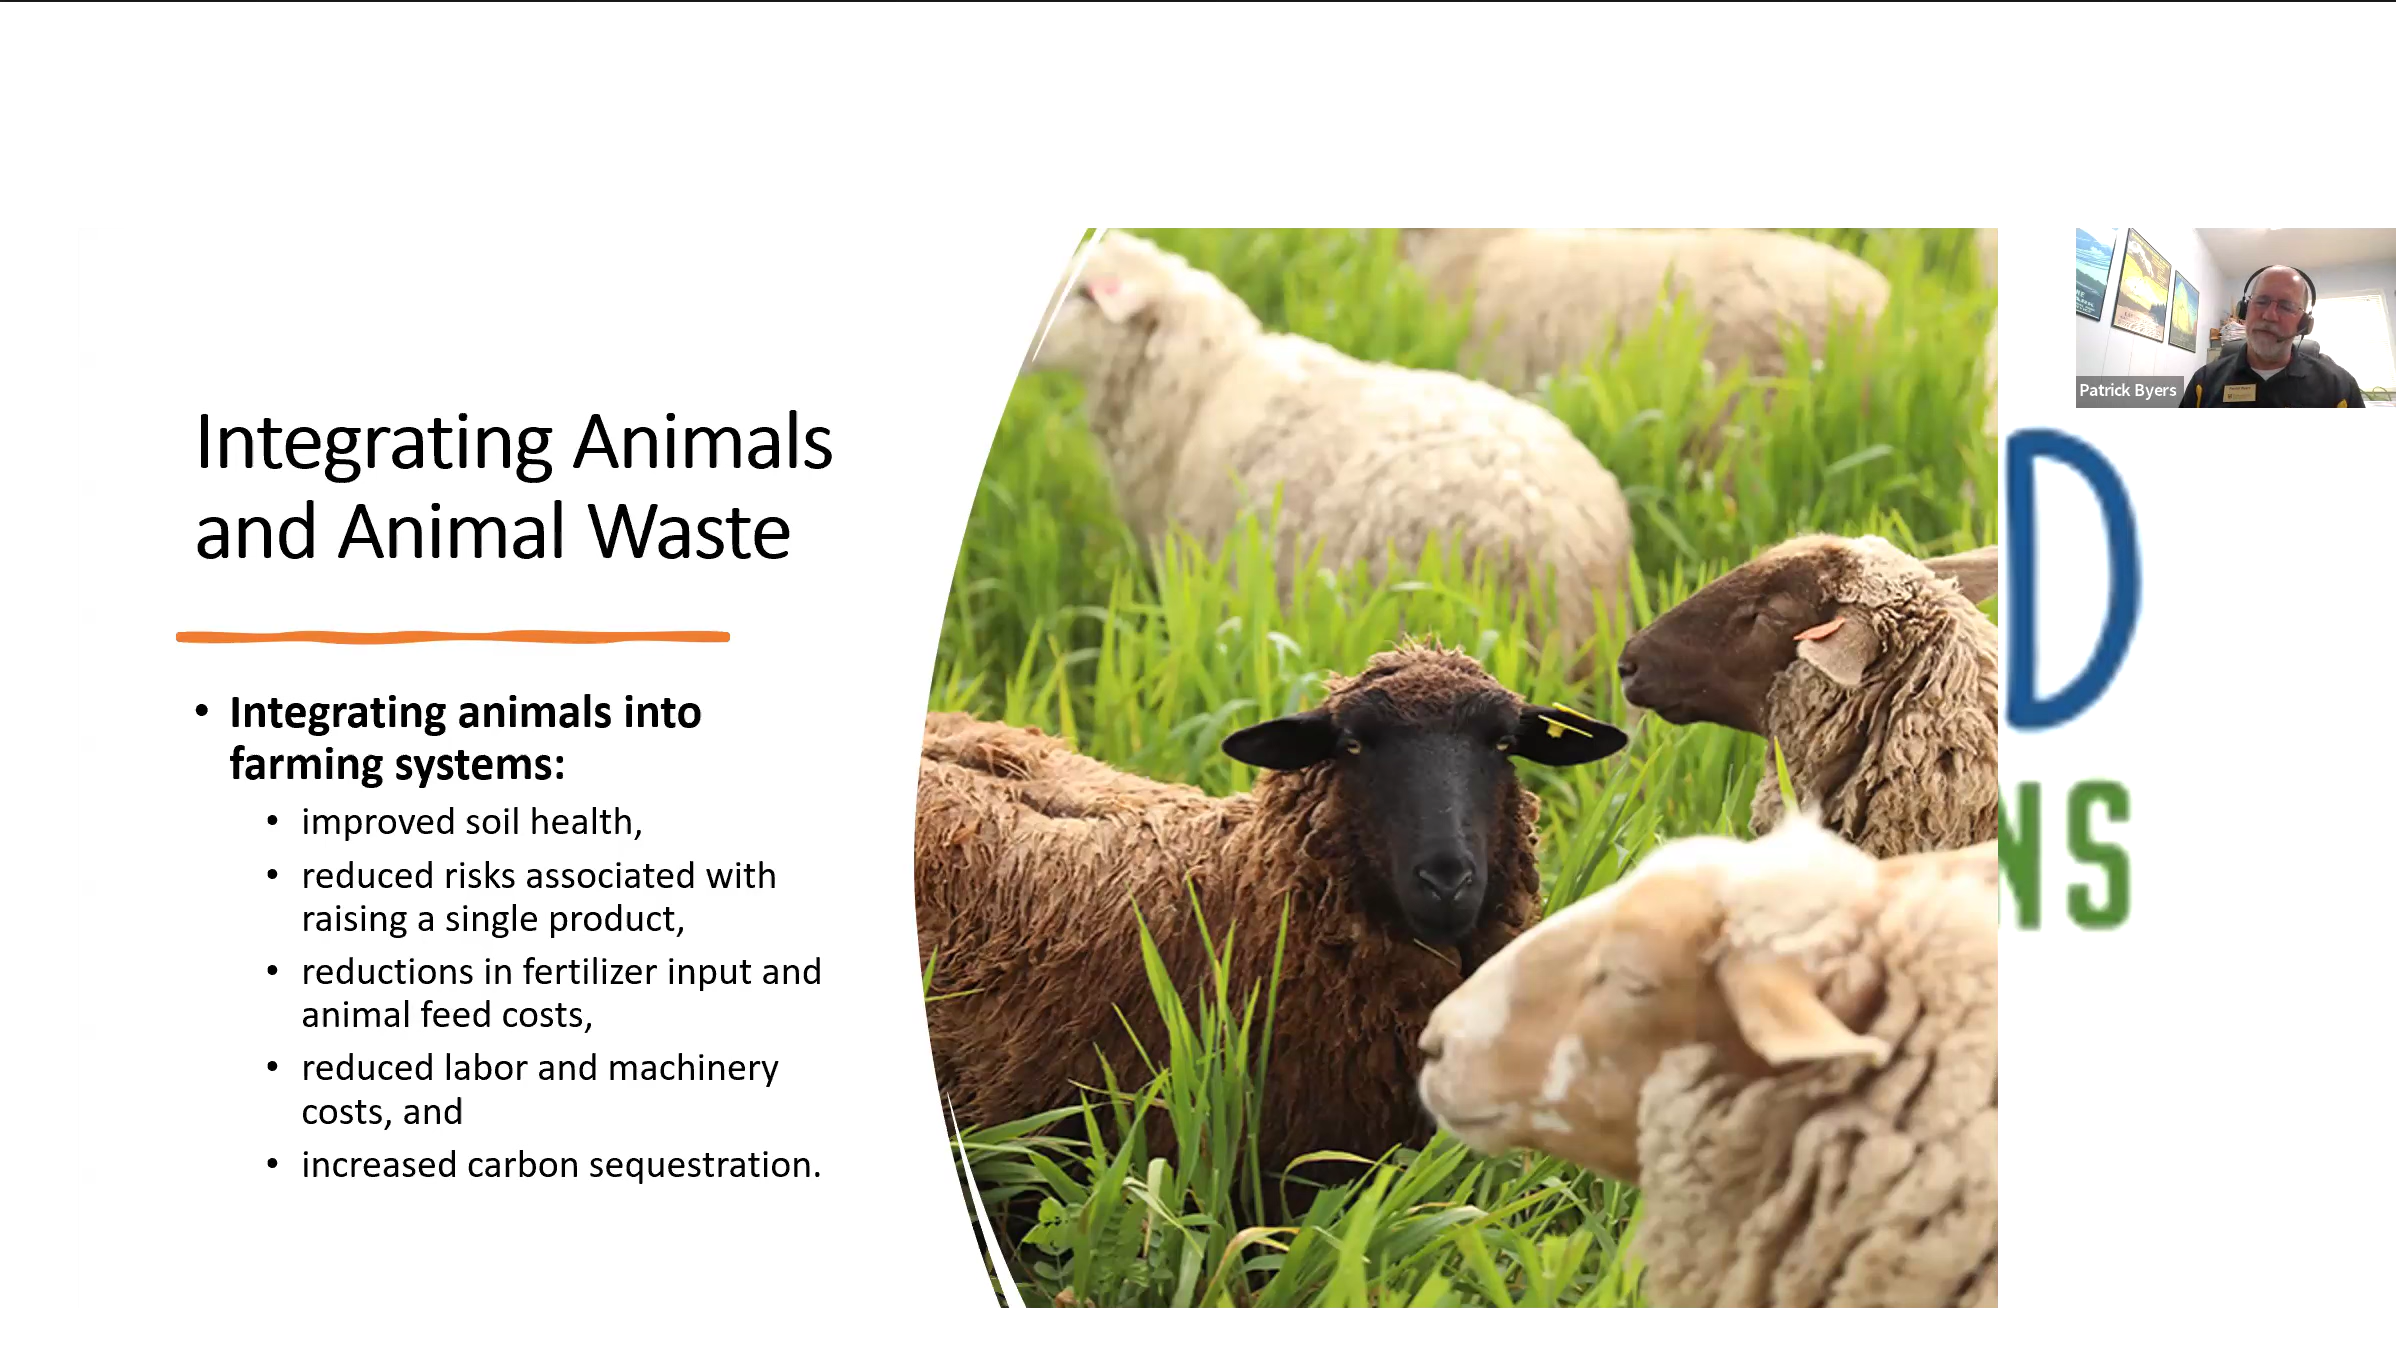 Integrating Animals
and Animal Waste
• Integrating animals into
farming systems:
• improved soil health,
• reduced risks associated with
raising a single product,
• reductions in fertilizer input and
animal feed costs,
• reduced labor and machinery
costs, and
• increased carbon sequestration.
Patrick Byers
D
NS